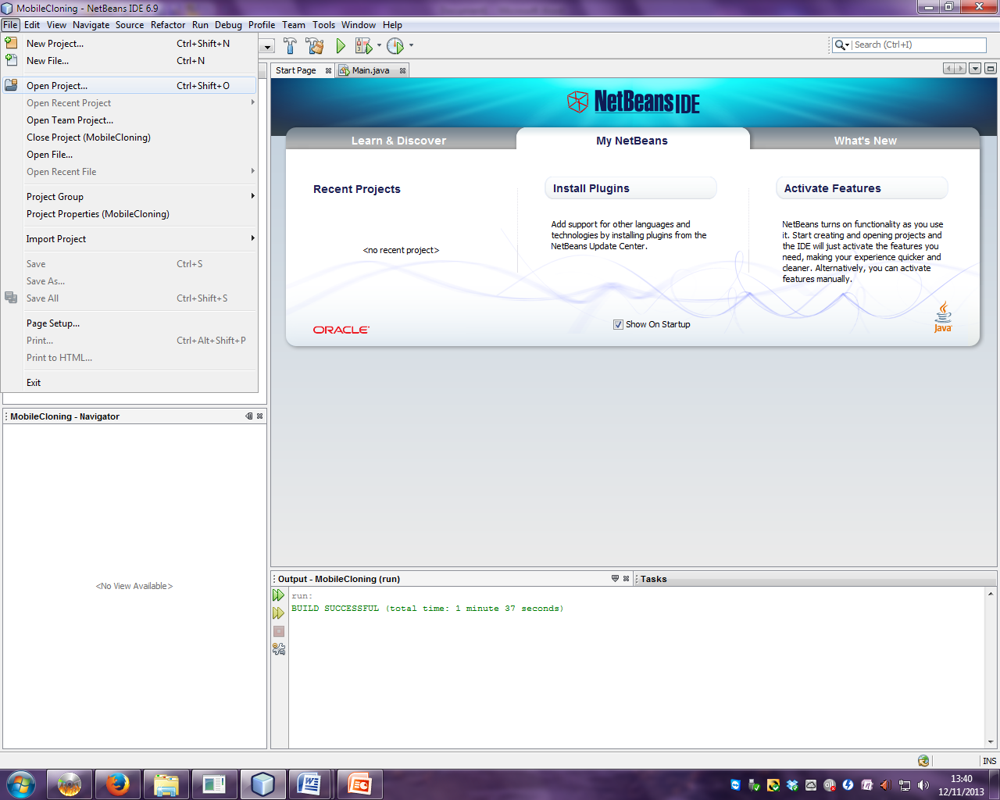 MobileCloning - NetBeans IDE 6.9
File Edit View Navigate Source Refactor Run Debug Profile Team Tools Window Help
New Project... Ctrl+Shift+N
New File... Ctrl+N
Open Project... Ctrl+Shift+O
Open Recent Project
Open Team Project...
Close Project (MobileCloning)
Open File...
Open Recent File
Project Group
Project Properties (MobileCloning)
Import Project
Save Ctrl+S
Save As...
Save All Ctrl+Shift+S
Page Setup...
Print... Ctrl+Alt+Shift+P
Print to HTML...
Exit
Search (Ctrl+I)
Start Page Main.java
NetBeans IDE
Learn & Discover My NetBeans What's New
Recent Projects
<no recent project>
Install Plugins
Add support for other languages and
technologies by installing plugins from the
NetBeans Update Center.
Activate Features
NetBeans turns on functionality as you use
it. Start creating and opening projects and
the IDE will just activate the features you
need, making your experience quicker and
cleaner. Alternatively, you can activate
features manually.
ORACLE
Show On Startup
Java
MobileCloning - Navigator
<No View Available>
Output - MobileCloning (run) Tasks
run:
BUILD SUCCESSFUL (total time: 1 minute 37 seconds)
INS
13:40
12/11/2013